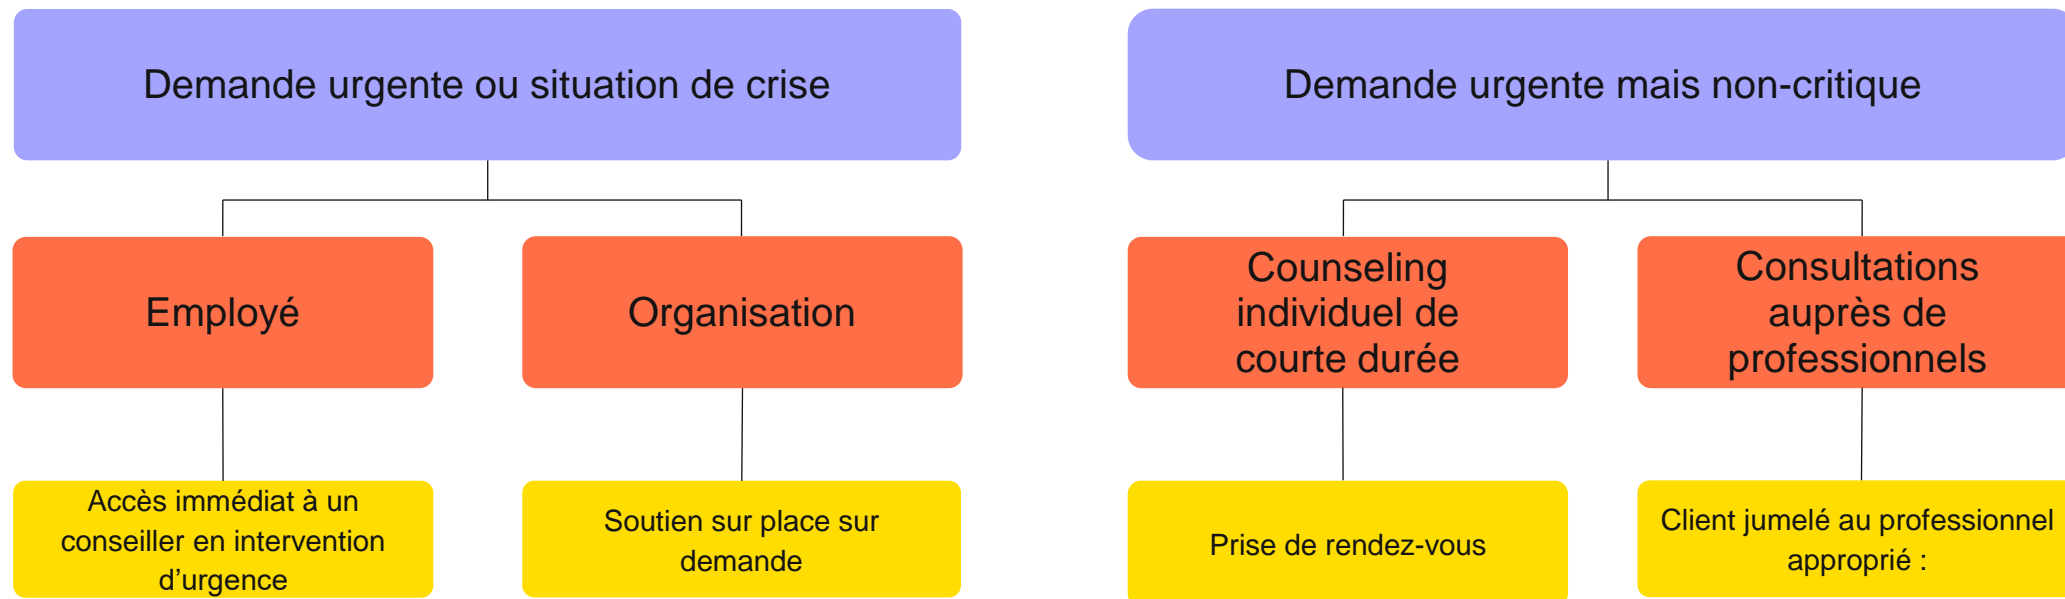 Demande urgente ou situation de crise
Demande urgente mais non-critique
Employé
Organisation
Counseling
individuel de
courte durée
Consultations
auprès de
professionnels
Accès immédiat à un
conseiller en intervention
d’urgence
Soutien sur place sur
demande
Prise de rendez-vous
Client jumelé au professionnel
approprié :